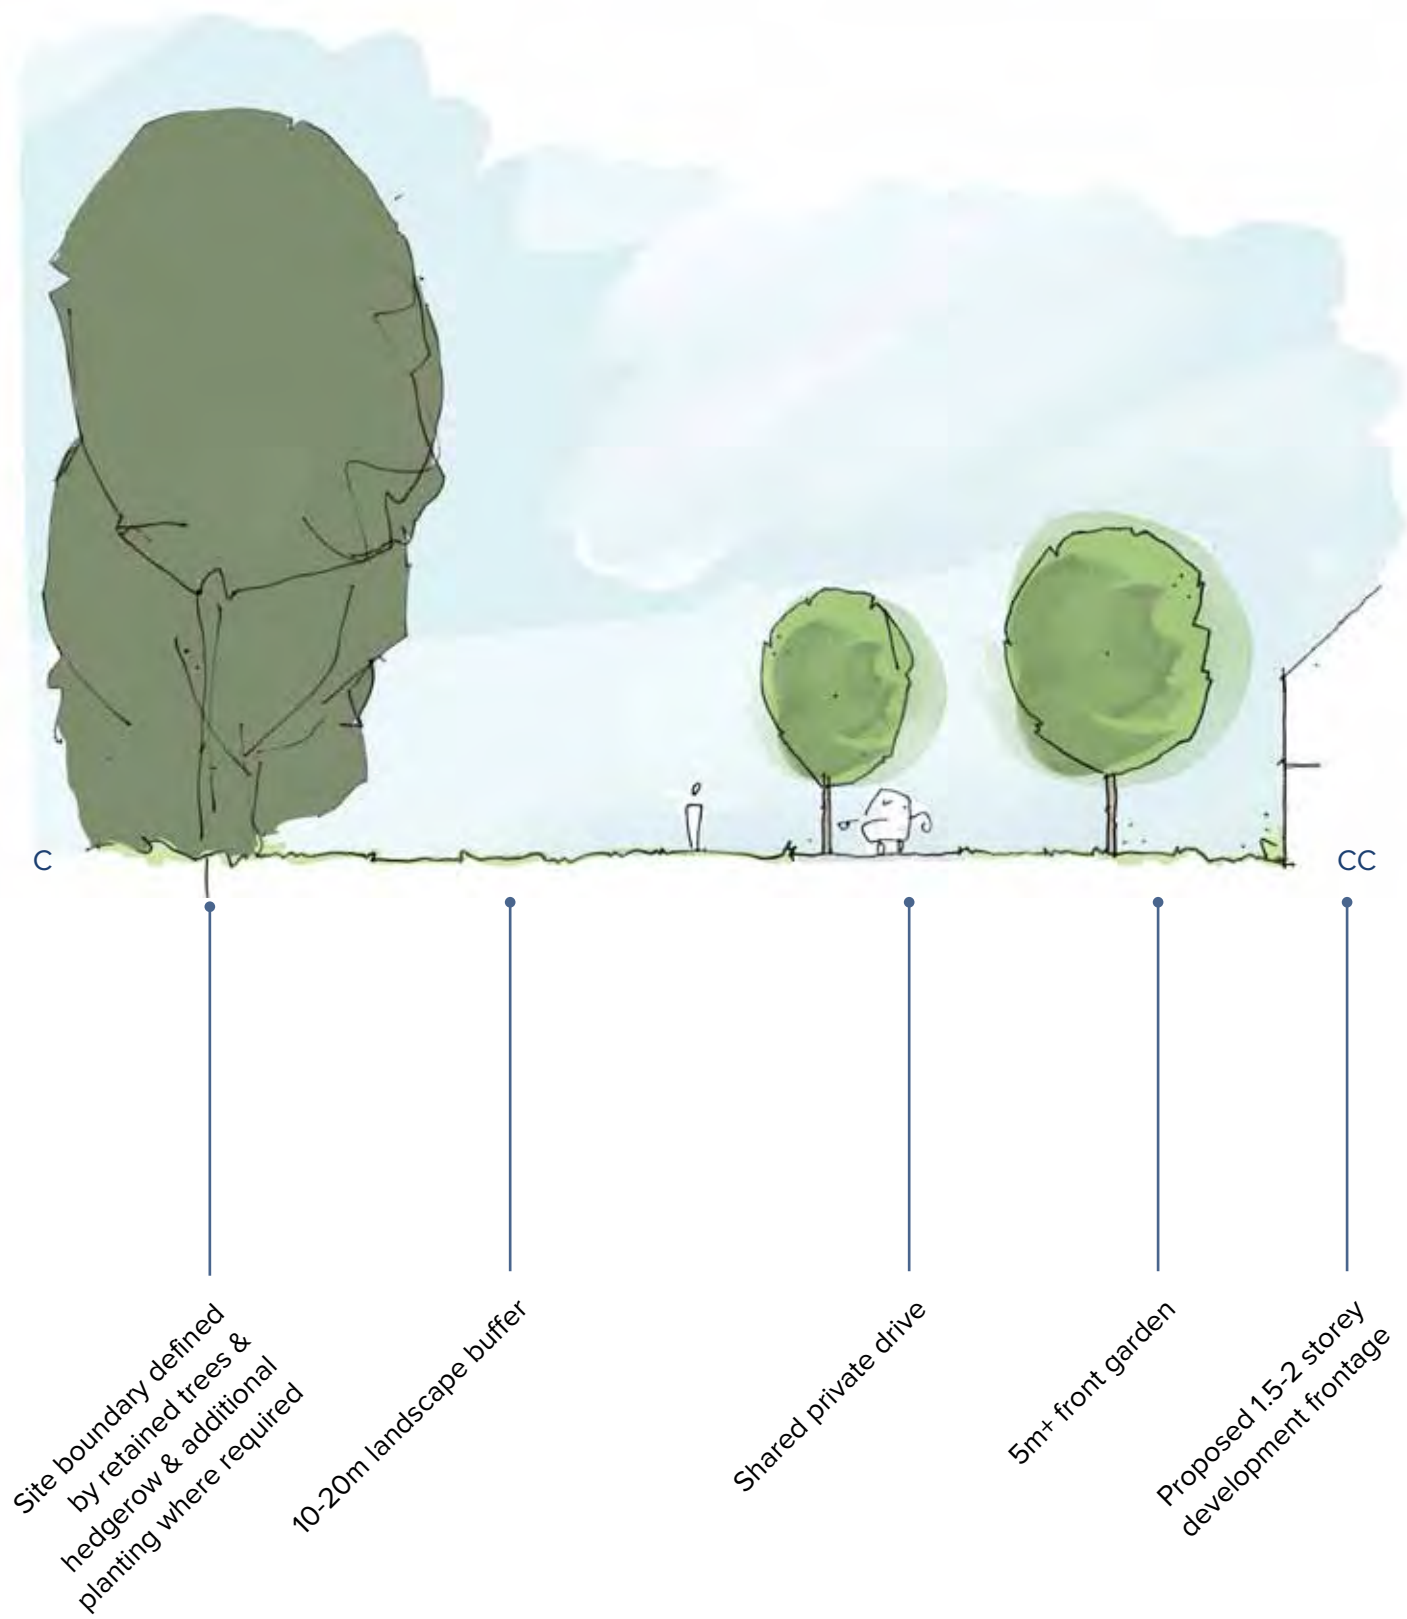 C
CC
Site boundary defined
by retained trees &
hedgerow & additional
planting where required
10-20m landscape buffer
Shared private drive
5m+ front garden
Proposed 1.5-2 storey
development frontage